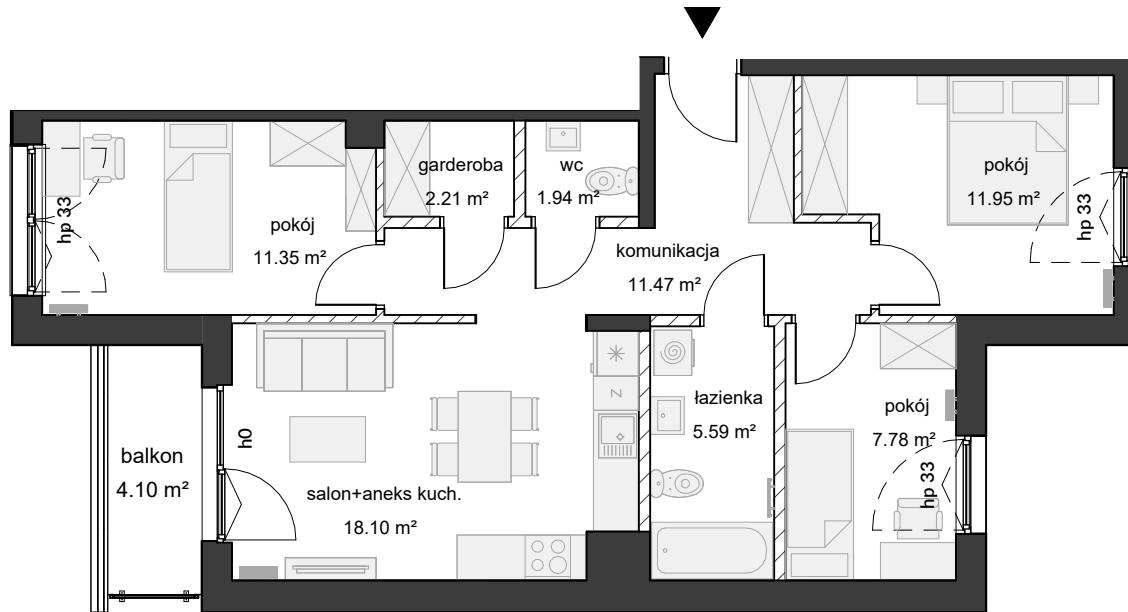 garderoba
2.21 m²
wc
1.94 m²
pokój
11.95 m²
hp 33
pokój
11.35 m²
hp 33
komunikacja
11.47 m²
łazienka
5.59 m²
pokój
7.78 m²
hp 33
h0
balkon
4.10 m²
salon+aneks kuch.
18.10 m²
N